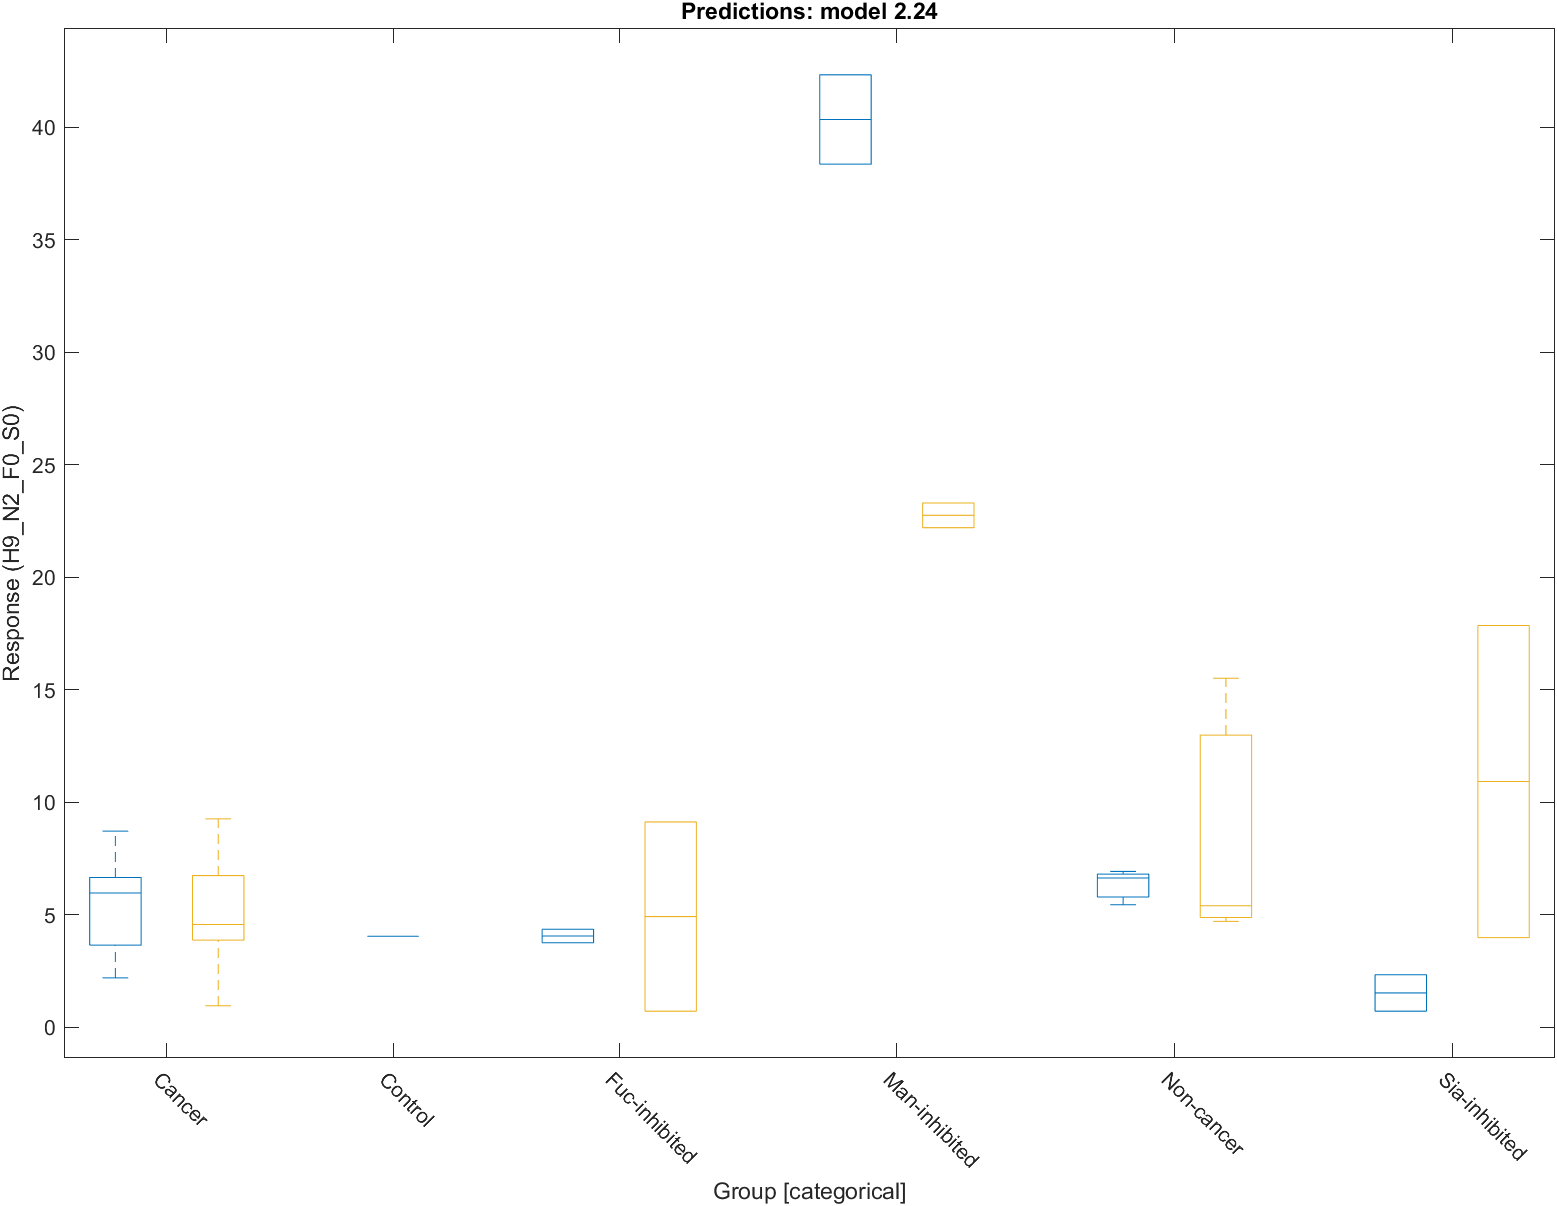 Predictions: model 2.24
Response (H9_N2_F0_S0)
40
35
30
25
20
15
10
5
0
Cancer
Control
Fuc-inhibited
Man-inhibited
Non-cancer
Sia-inhibited
Group [categorical]